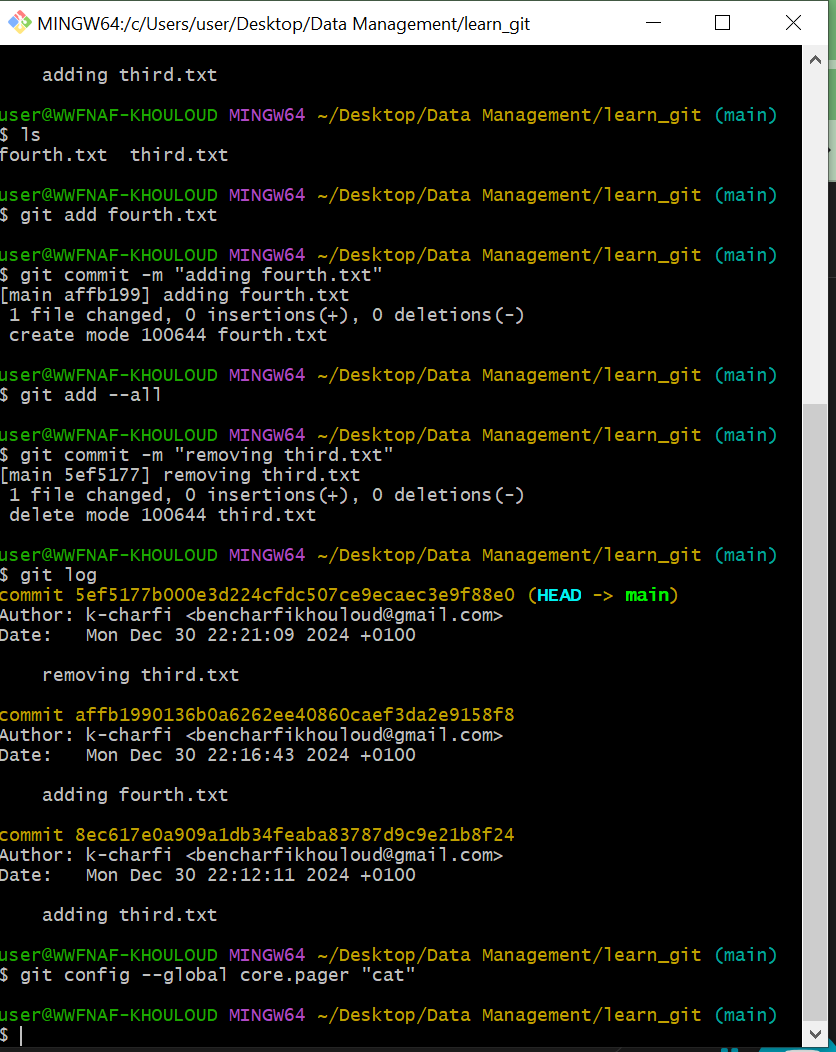 MINGW64:/c/Users/user/Desktop/Data Management/learn_git
adding third.txt
user@WWFNAF-KHOULOUD MINGW64 ~/Desktop/Data Management/learn_git (main)
$ ls
fourth.txt  third.txt
user@WWFNAF-KHOULOUD MINGW64 ~/Desktop/Data Management/learn_git (main)
$ git add fourth.txt
user@WWFNAF-KHOULOUD MINGW64 ~/Desktop/Data Management/learn_git (main)
$ git commit -m "adding fourth.txt"
[main affb199] adding fourth.txt
1 file changed, 0 insertions(+), 0 deletions(-)
create mode 100644 fourth.txt
user@WWFNAF-KHOULOUD MINGW64 ~/Desktop/Data Management/learn_git (main)
$ git add --all
user@WWFNAF-KHOULOUD MINGW64 ~/Desktop/Data Management/learn_git (main)
$ git commit -m "removing third.txt"
[main 5ef5177] removing third.txt
1 file changed, 0 insertions(+), 0 deletions(-)
delete mode 100644 third.txt
user@WWFNAF-KHOULOUD MINGW64 ~/Desktop/Data Management/learn_git (main)
$ git log
commit 5ef5177b000e3d224cfdc507ce9ecaec3e9f88e0 (HEAD -> main)
Author: k-charfi <bencharfikhouloud@gmail.com>
Date:   Mon Dec 30 22:21:09 2024 +0100
removing third.txt
commit affb1990136b0a6262ee40860caef3da2e9158f8
Author: k-charfi <bencharfikhouloud@gmail.com>
Date:   Mon Dec 30 22:16:43 2024 +0100
adding fourth.txt
commit 8ec617e0a909a1db34feaba83787d9c9e21b8f24
Author: k-charfi <bencharfikhouloud@gmail.com>
Date:   Mon Dec 30 22:12:11 2024 +0100
adding third.txt
user@WWFNAF-KHOULOUD MINGW64 ~/Desktop/Data Management/learn_git (main)
$ git config --global core.pager "cat"
user@WWFNAF-KHOULOUD MINGW64 ~/Desktop/Data Management/learn_git (main)
$